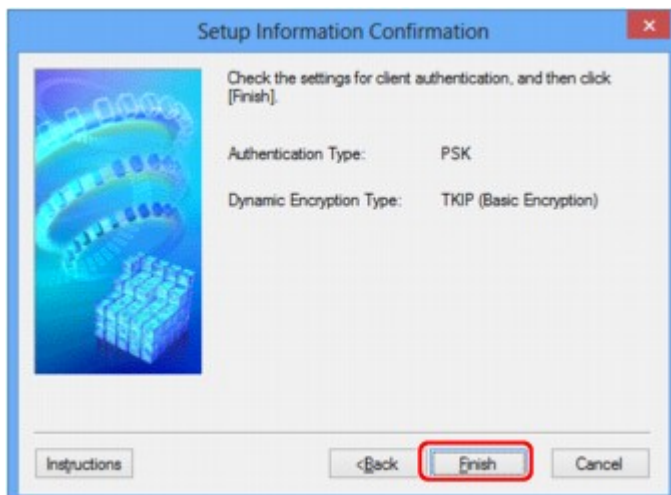 Setup Information Confirmation
Check the settings for client authentication, and then click
[Finish].
Authentication Type: PSK
Dynamic Encryption Type: TKIP (Basic Encryption)
Instructions <Back Finish Cancel